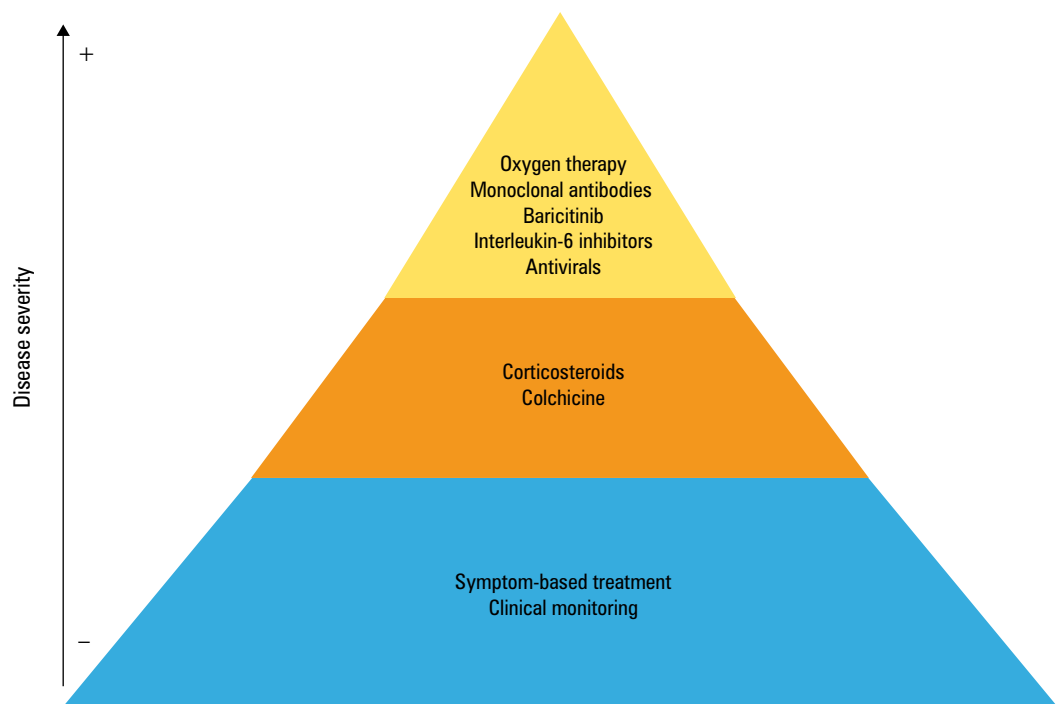 +
Oxygen therapy
Monoclonal antibodies
Baricitinib
Interleukin-6 inhibitors
Antivirals
Disease severity
Corticosteroids
Colchicine
Symptom-based treatment
Clinical monitoring
−